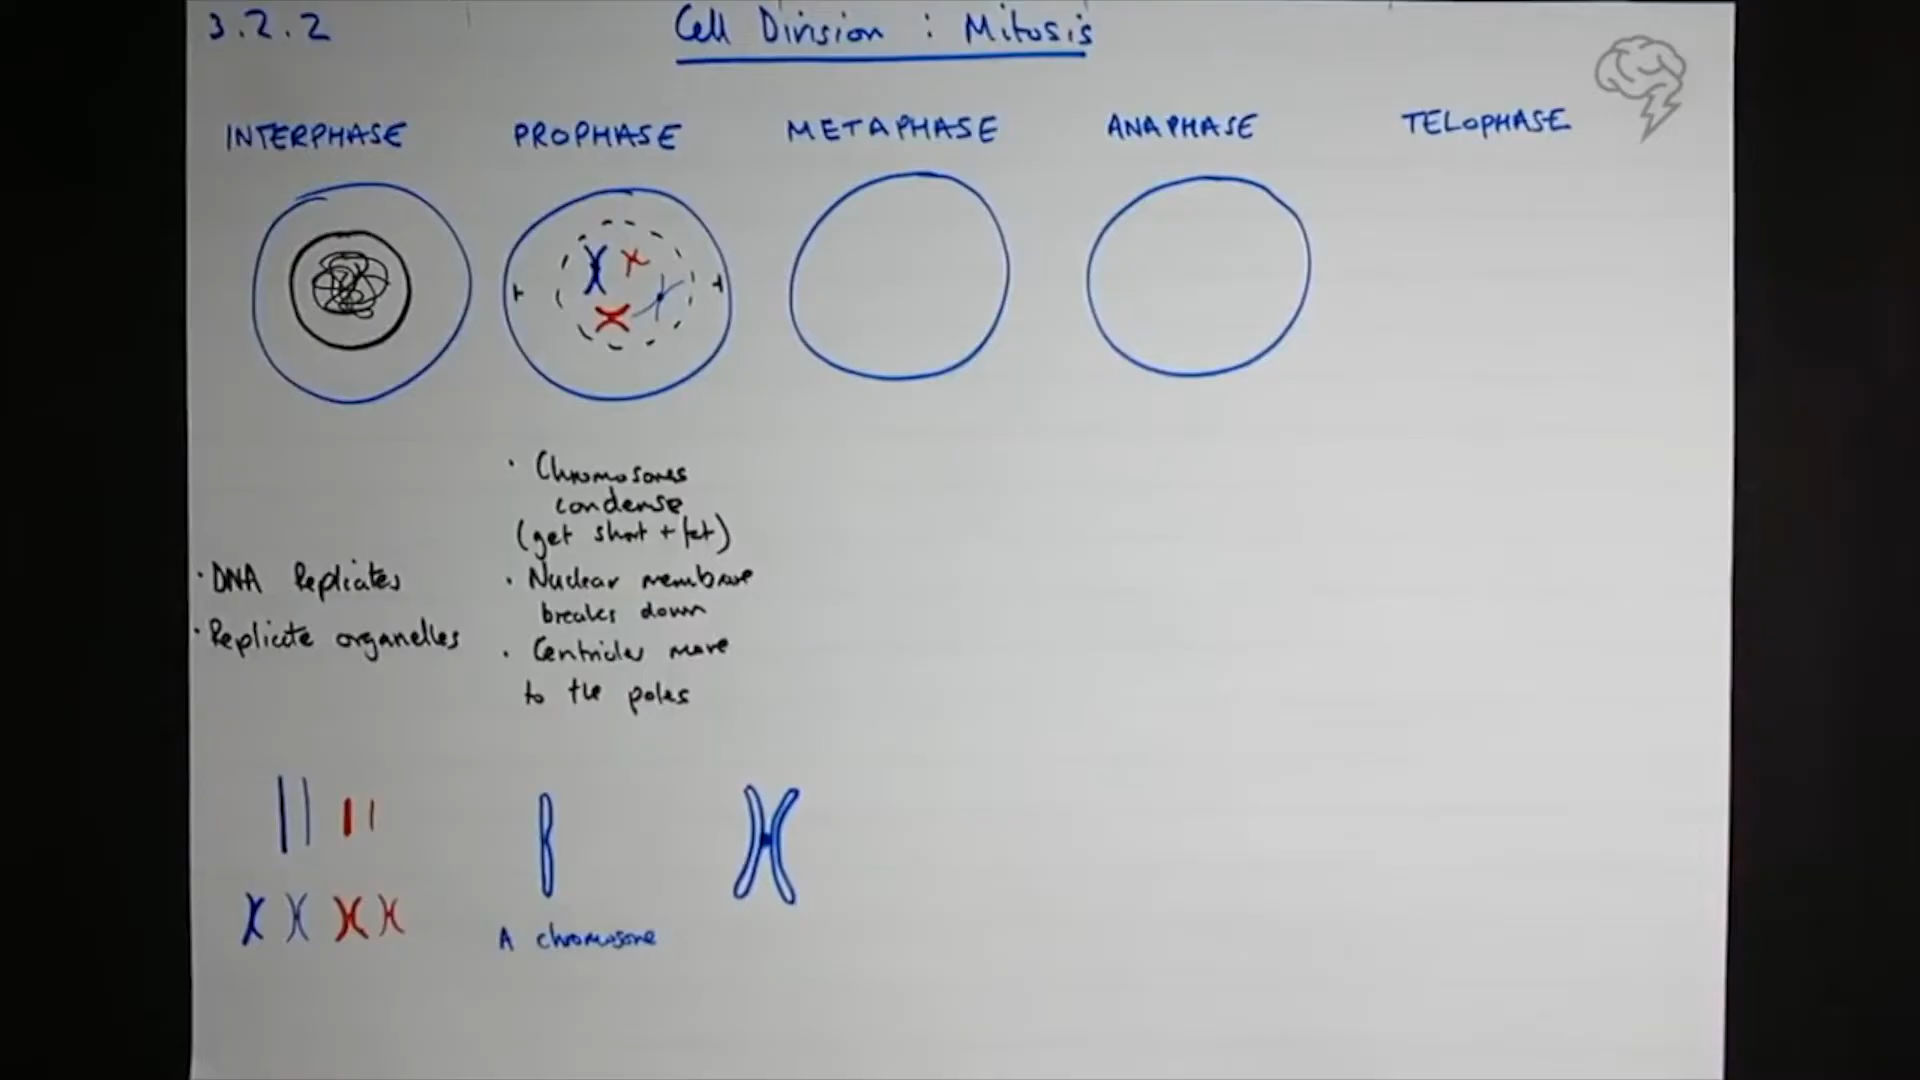 3.2.2
Cell Division : Mitosis
INTERPHASE
PROPHASE
METAPHASE
ANAPHASE
TELOPHASE
· DNA Replicates
· Replicate organelles
· Chromosomes
condense
(get short + fat)
· Nuclear membrane
breaks down
· Centrioles move
to the poles
A chromosome